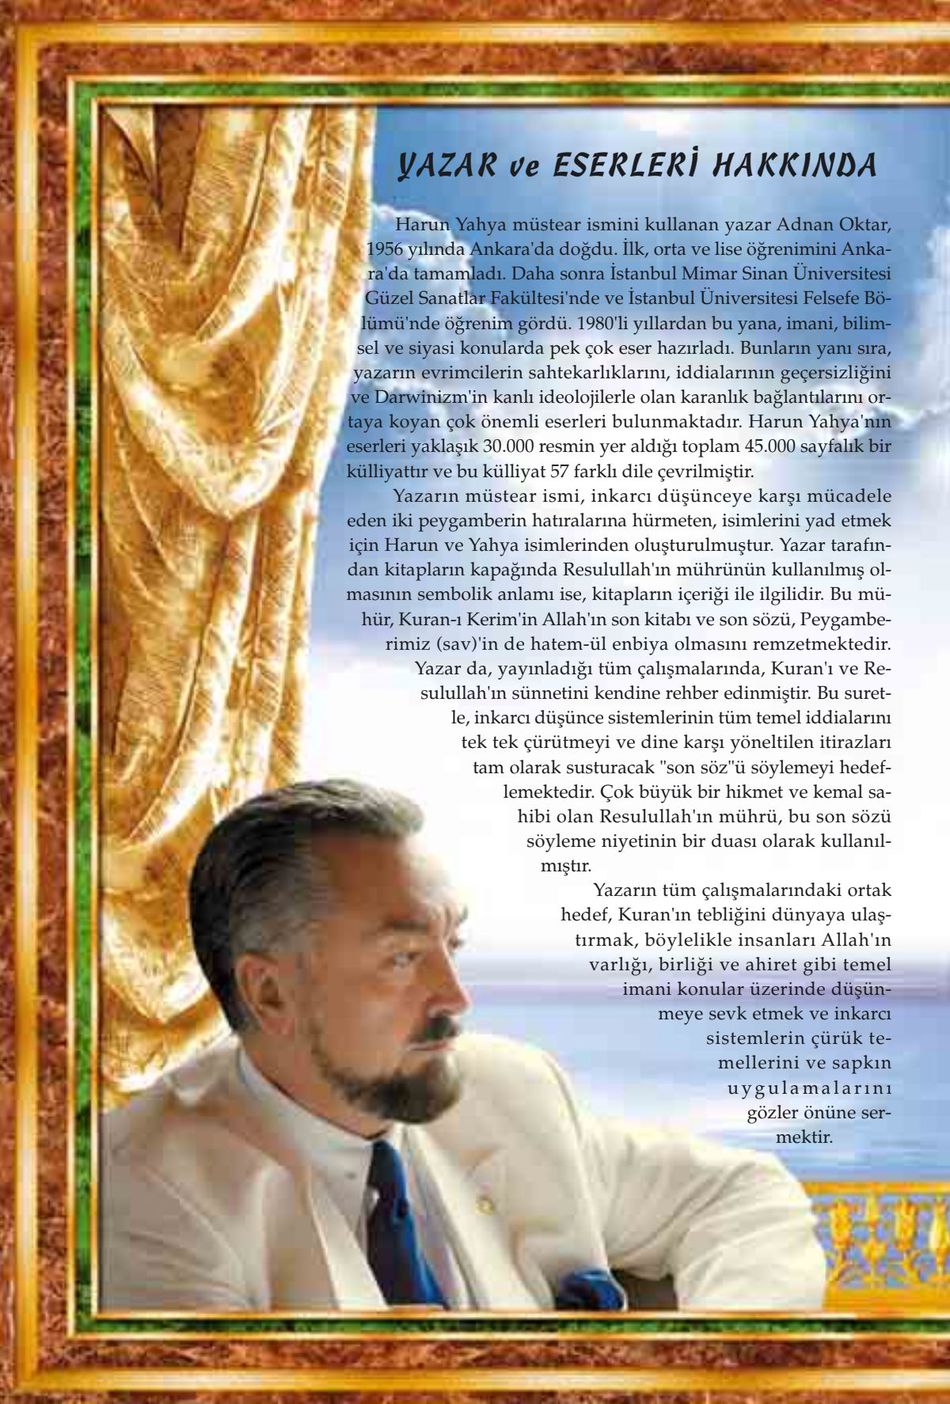 YAZAR ve ESERLERİ HAKKINDA
Harun Yahya müstear ismini kullanan yazar Adnan Oktar,
1956 yılında Ankara'da doğdu. İlk, orta ve lise öğrenimini Anka-
ra'da tamamladı. Daha sonra İstanbul Mimar Sinan Üniversitesi
Güzel Sanatlar Fakültesi'nde ve İstanbul Üniversitesi Felsefe Bö-
lümü'nde öğrenim gördü. 1980'li yıllardan bu yana, imani, bilim-
sel ve siyasi konularda pek çok eser hazırladı. Bunların yanı sıra,
yazarın evrimcilerin sahtekarlıklarını, iddialarının geçersizliğini
ve Darwinizm'in kanlı ideolojilerle olan karanlık bağlantılarını or-
taya koyan çok önemli eserleri bulunmaktadır. Harun Yahya'nın
eserleri yaklaşık 30.000 resmin yer aldığı toplam 45.000 sayfalık bir
külliyattır ve bu külliyat 57 farklı dile çevrilmiştir.
Yazarın müstear ismi, inkarcı düşünceye karşı mücadele
eden iki peygamberin hatıralarına hürmeten, isimlerini yad etmek
için Harun ve Yahya isimlerinden oluşturulmuştur. Yazar tarafın-
dan kitapların kapağında Resulullah'ın mührünün kullanılmış ol-
masının sembolik anlamı ise, kitapların içeriği ile ilgilidir. Bu mü-
hür, Kuran-ı Kerim'in Allah'ın son kitabı ve son sözü, Peygambe-
rimiz (sav)'in de hatem-ül enbiya olmasını remzetmektedir.
Yazar da, yayınladığı tüm çalışmalarında, Kuran'ı ve Re-
sulullah'ın sünnetini kendine rehber edinmiştir. Bu suret-
le, inkarcı düşünce sistemlerinin tüm temel iddialarını
tek tek çürütmeyi ve dine karşı yöneltilen itirazları
tam olarak susturacak "son söz"ü söylemeyi hedef-
lemektedir. Çok büyük bir hikmet ve kemal sa-
hibi olan Resulullah'ın mührü, bu son sözü
söyleme niyetinin bir duası olarak kullanıl-
mıştır.
Yazarın tüm çalışmalarındaki ortak
hedef, Kuran'ın tebliğini dünyaya ulaş-
tırmak, böylelikle insanları Allah'ın
varlığı, birliği ve ahiret gibi temel
imani konular üzerinde düşün-
meye sevk etmek ve inkarcı
sistemlerin çürük te-
mellerini ve sapkın
uygulamalarını
gözler önüne ser-
mektir.